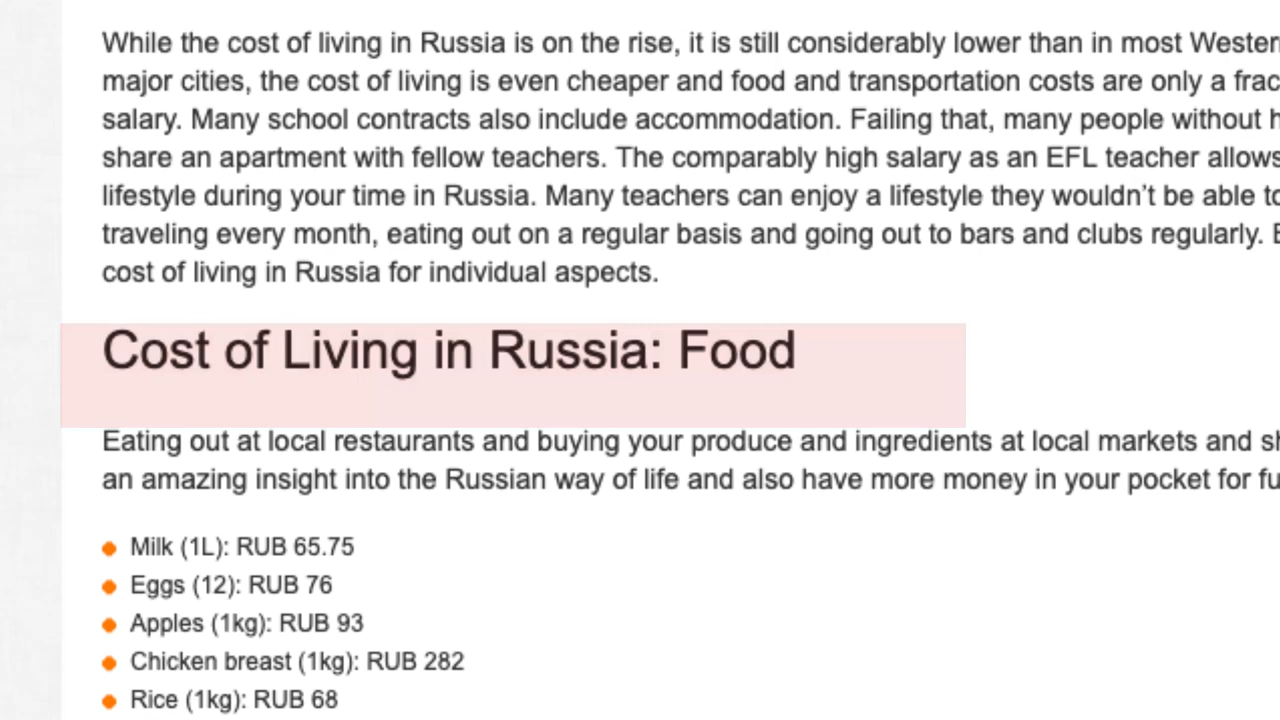 While the cost of living in Russia is on the rise, it is still considerably lower than in most
major cities, the cost of living is even cheaper and food and transportation costs are only a
salary. Many school contracts also include accommodation. Failing that, many people without
share an apartment with fellow teachers. The comparably high salary as an EFL teacher allows
lifestyle during your time in Russia. Many teachers can enjoy a lifestyle they wouldn’t be able
traveling every month, eating out on a regular basis and going out to bars and clubs regularly.
cost of living in Russia for individual aspects.
Cost of Living in Russia: Food
Eating out at local restaurants and buying your produce and ingredients at local markets and
an amazing insight into the Russian way of life and also have more money in your pocket for
Milk (1L): RUB 65.75
Eggs (12): RUB 76
Apples (1kg): RUB 93
Chicken breast (1kg): RUB 282
Rice (1kg): RUB 68